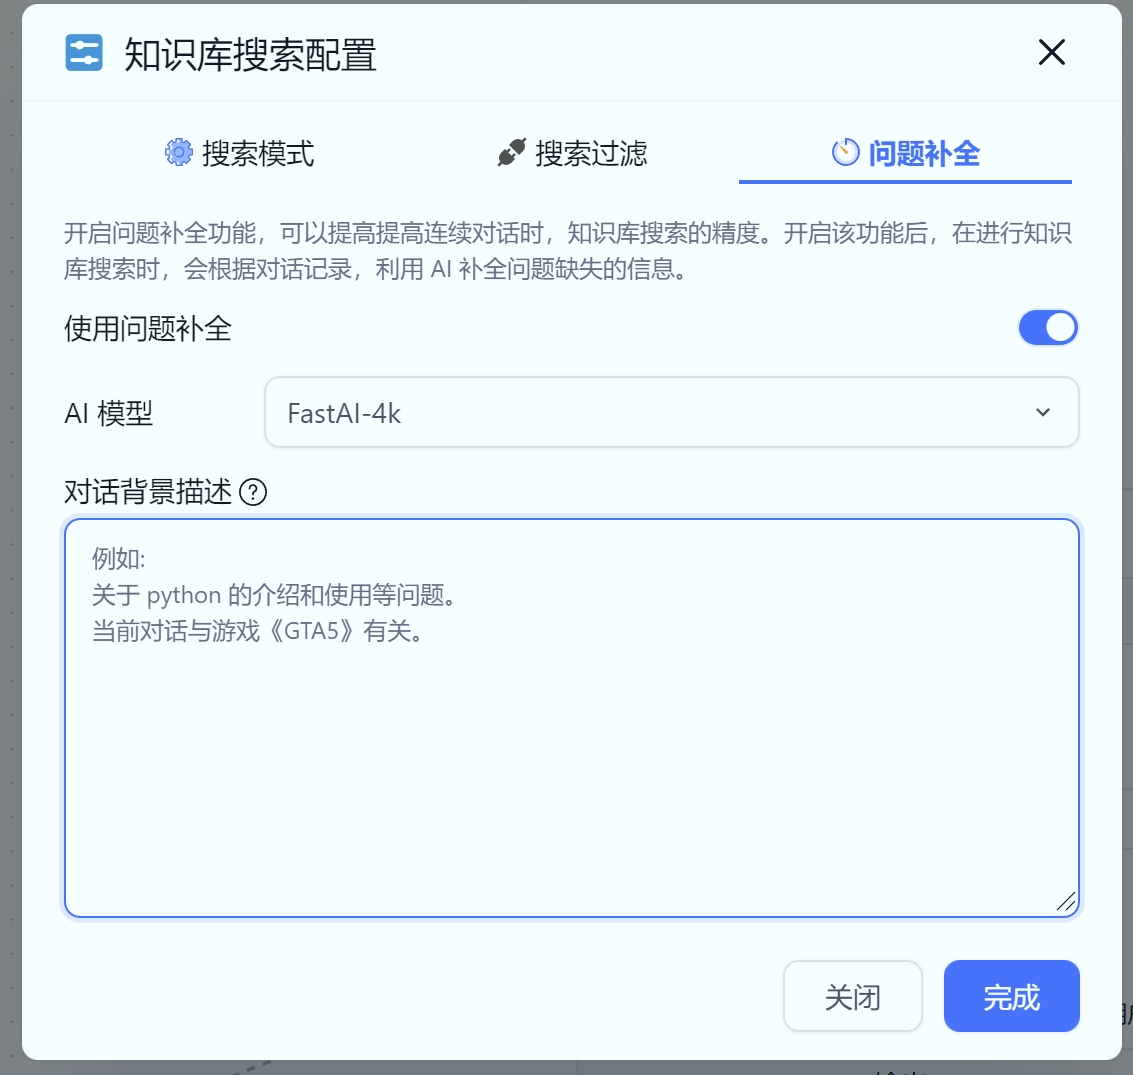 知识库搜索配置
搜索模式
搜索过滤
问题补全
开启问题补全功能，可以提高提高连续对话时，知识库搜索的精度。开启该功能后，在进行知识
库搜索时，会根据对话记录，利用 AI 补全问题缺失的信息。
使用问题补全
AI 模型
FastAI-4k
对话背景描述
例如:
关于 python 的介绍和使用等问题。
当前对话与游戏《GTA5》有关。
关闭
完成